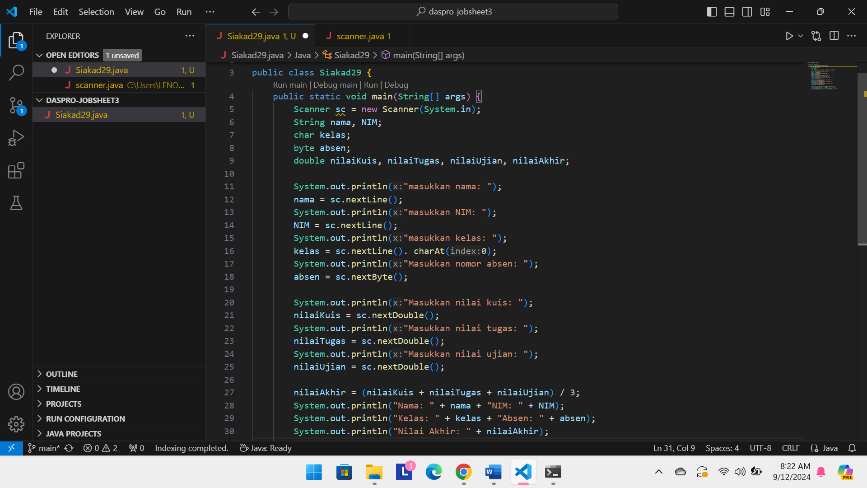 File Edit Selection View Go Run ··· daspro jobsheet3
EXPLORER ···
OPEN EDITORS 1 unsaved
Siakad29.java 1, U
scanner.java C:\Users\LENO... 1
DASPRO-JOBSHEET3
Siakad29.java 1, U
OUTLINE
TIMELINE
PROJECTS
RUN CONFIGURATION
JAVA PROJECTS
Siakad29.java 1, U scanner.java 1
Siakad29.java > Java > Siakad29 > main(String[] args)
3 public class Siakad29 {
Run main | Debug main | Run | Debug
4 public static void main(String[] args) {
5 Scanner sc = new Scanner(System.in);
6 String nama, NIM;
7 char kelas;
8 byte absen;
9 double nilaiKuis, nilaiTugas, nilaiUjian, nilaiAkhir;
10
11 System.out.println(x:"masukkan nama: ");
12 nama = sc.nextLine();
13 System.out.println(x:"masukkan NIM: ");
14 NIM = sc.nextLine();
15 System.out.println(x:"masukkan kelas: ");
16 kelas = sc.nextLine(). charAt(index:0);
17 System.out.println(x:"Masukkan nomor absen: ");
18 absen = sc.nextByte();
19
20 System.out.println(x:"Masukkan nilai kuis: ");
21 nilaiKuis = sc.nextDouble();
22 System.out.println(x:"Masukkan nilai tugas: ");
23 nilaiTugas = sc.nextDouble();
24 System.out.println(x:"Masukkan nilai ujian: ");
25 nilaiUjian = sc.nextDouble();
26
27 nilaiAkhir = (nilaiKuis + nilaiTugas + nilaiUjian) / 3;
28 System.out.println("Nama: " + nama + "NIM: " + NIM);
29 System.out.println("Kelas: " + kelas + "Absen: " + absen);
30 System.out.println("Nilai Akhir: " + nilaiAkhir);
main* 0 2 0 Indexing completed. Java: Ready Ln 31, Col 9 Spaces: 4 UTF-8 CRLF Java
8:22 AM
9/12/2024